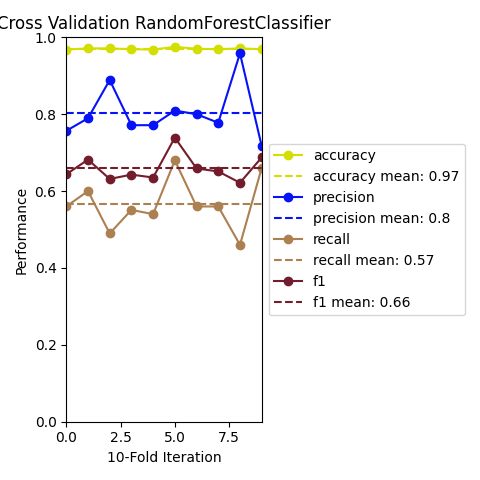 Cross Validation RandomForestClassifier
1.0
0.8
0.6
0.4
0.2
0.0
Performance
0.0 2.5 5.0 7.5
10-Fold Iteration
accuracy
accuracy mean: 0.97
precision
precision mean: 0.8
recall
recall mean: 0.57
f1
f1 mean: 0.66